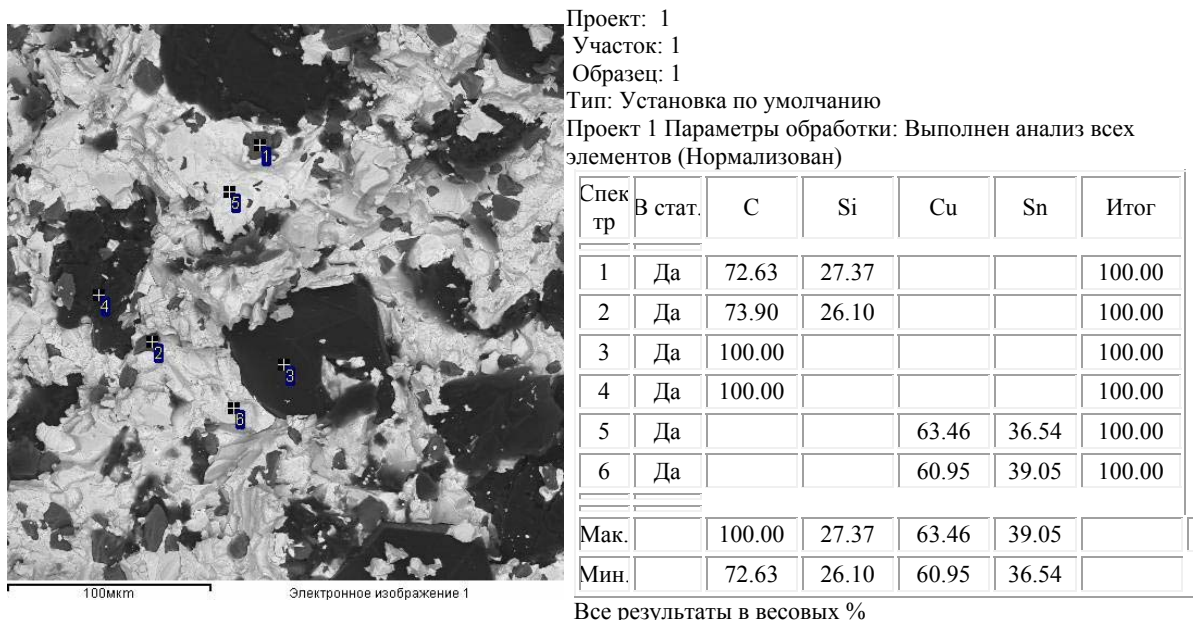 Проект: 1
Участок: 1
Образец: 1
Тип: Установка по умолчанию
Проект 1 Параметры обработки: Выполнен анализ всех
элементов (Нормализован)
Спек
тр В стат. C Si Cu Sn Итог
1 Да 72.63 27.37 100.00
2 Да 73.90 26.10 100.00
3 Да 100.00 100.00
4 Да 100.00 100.00
5 Да 63.46 36.54 100.00
6 Да 60.95 39.05 100.00
Мак. 100.00 27.37 63.46 39.05
Мин. 72.63 26.10 60.95 36.54
Все результаты в весовых %
1
5
4
2
3
6
100мкm Электронное изображение 1